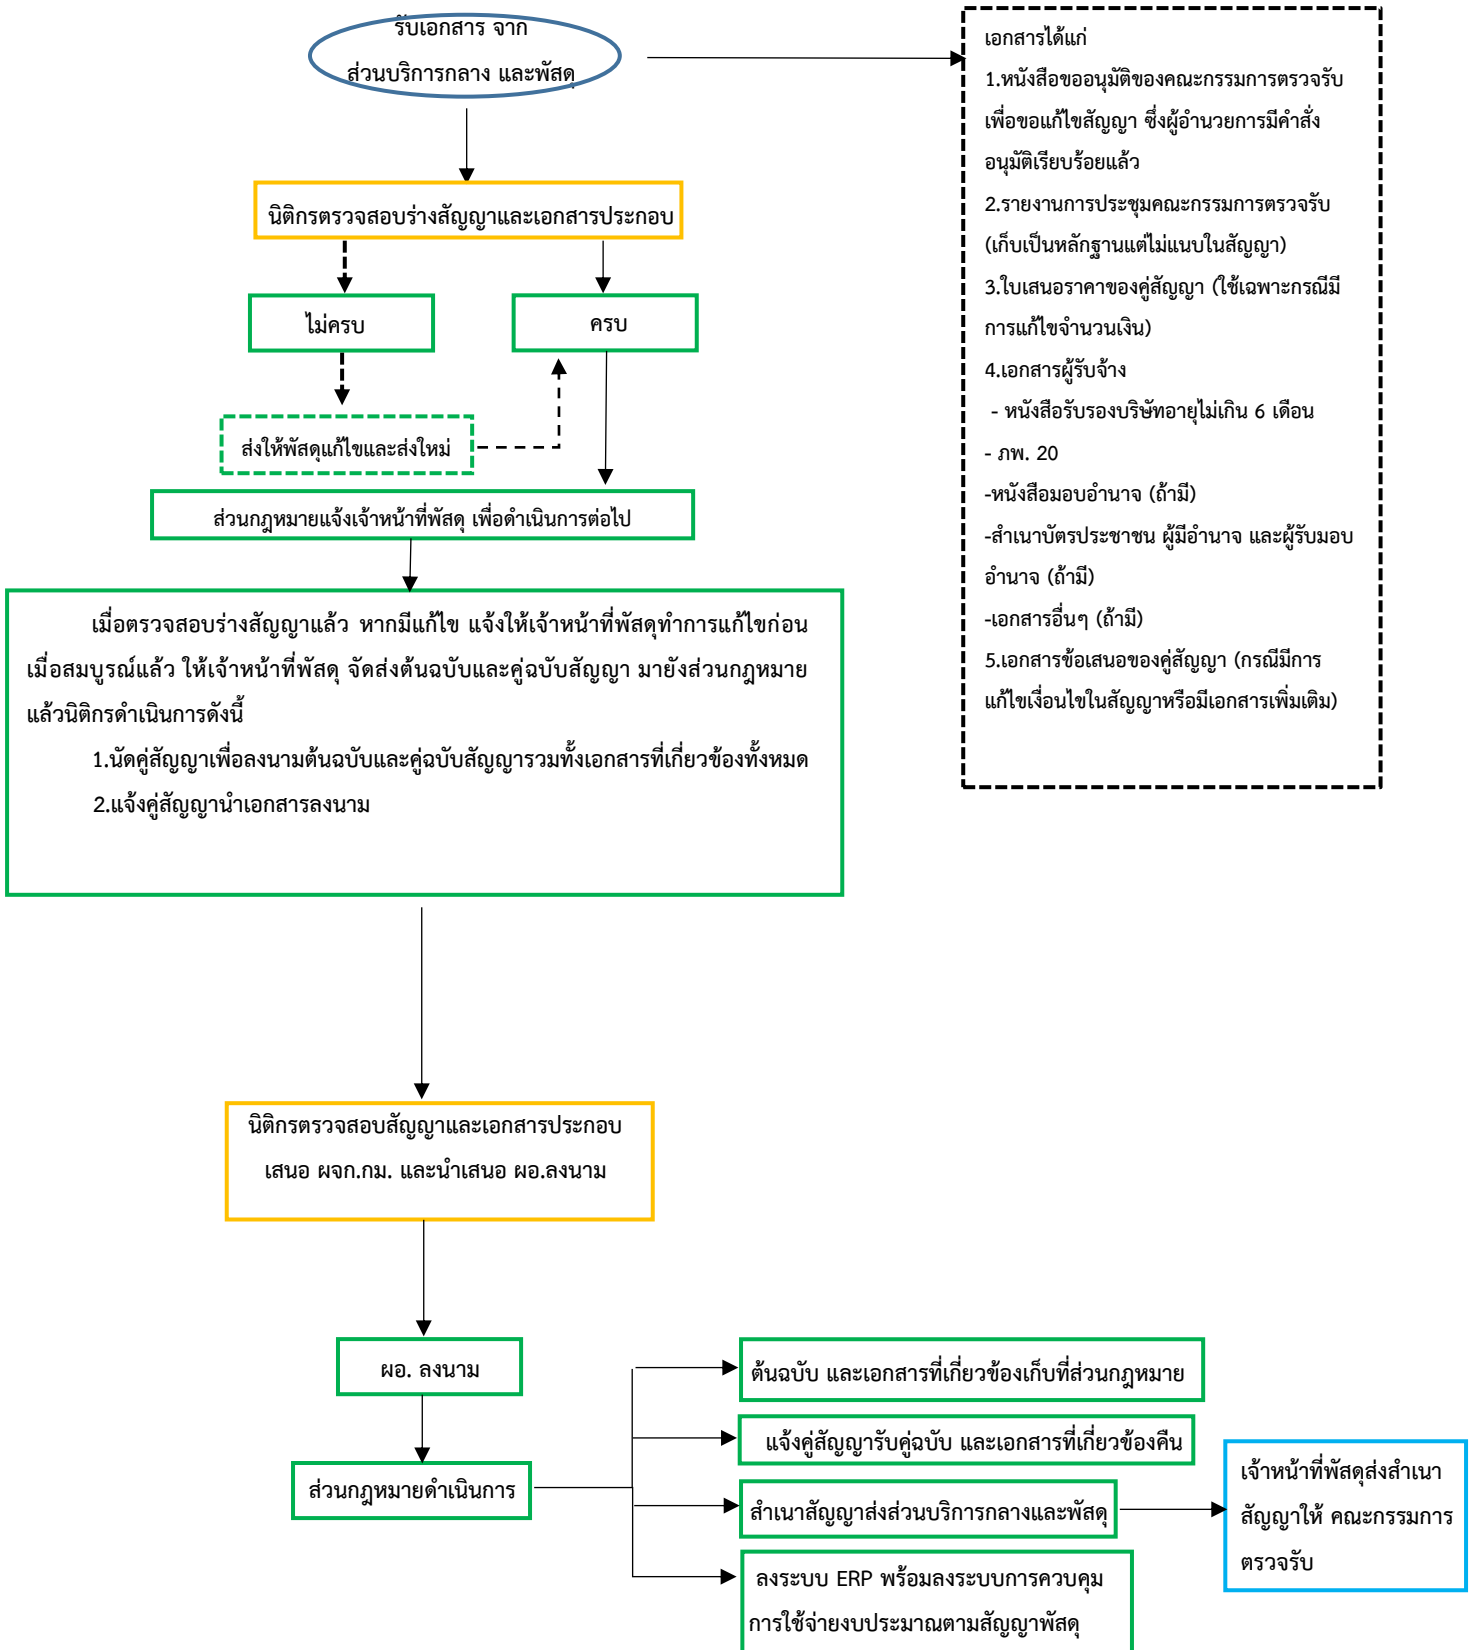 รับเอกสาร จาก
ส่วนบริการกลาง และพัสดุ
เอกสารได้แก่
1.หนังสือขออนุมัติของคณะกรรมการตรวจรับ
เพื่อขอแก้ไขสัญญา ซึ่งผู้อำนวยการมีคำสั่ง
อนุมัติเรียบร้อยแล้ว
2.รายงานการประชุมคณะกรรมการตรวจรับ
(เก็บเป็นหลักฐานแต่ไม่แนบในสัญญา)
3.ใบเสนอราคาของคู่สัญญา (ใช้เฉพาะกรณีมี
การแก้ไขจำนวนเงิน)
4.เอกสารผู้รับจ้าง
- หนังสือรับรองบริษัทอายุไม่เกิน 6 เดือน
- ภพ. 20
-หนังสือมอบอำนาจ (ถ้ามี)
-สำเนาบัตรประชาชน ผู้มีอำนาจ และผู้รับมอบ
อำนาจ (ถ้ามี)
-เอกสารอื่นๆ (ถ้ามี)
5.เอกสารข้อเสนอของคู่สัญญา (กรณีมีการ
แก้ไขเงื่อนไขในสัญญาหรือมีเอกสารเพิ่มเติม)
นิติกรตรวจสอบร่างสัญญาและเอกสารประกอบ
ไม่ครบ
ครบ
ส่งให้พัสดุแก้ไขและส่งใหม่
ส่วนกฎหมายแจ้งเจ้าหน้าที่พัสดุ เพื่อดำเนินการต่อไป
เมื่อตรวจสอบร่างสัญญาแล้ว หากมีแก้ไข แจ้งให้เจ้าหน้าที่พัสดุทำการแก้ไขก่อน
เมื่อสมบูรณ์แล้ว ให้เจ้าหน้าที่พัสดุ จัดส่งต้นฉบับและคู่ฉบับสัญญา มายังส่วนกฎหมาย
แล้วนิติกรดำเนินการดังนี้
1.นัดคู่สัญญาเพื่อลงนามต้นฉบับและคู่ฉบับสัญญารวมทั้งเอกสารที่เกี่ยวข้องทั้งหมด
2.แจ้งคู่สัญญานำเอกสารลงนาม
นิติกรตรวจสอบสัญญาและเอกสารประกอบ
เสนอ ผจก.กม. และนำเสนอ ผอ.ลงนาม
ผอ. ลงนาม
ส่วนกฎหมายดำเนินการ
ต้นฉบับ และเอกสารที่เกี่ยวข้องเก็บที่ส่วนกฎหมาย
แจ้งคู่สัญญารับคู่ฉบับ และเอกสารที่เกี่ยวข้องคืน
สำเนาสัญญาส่งส่วนบริการกลางและพัสดุ
เจ้าหน้าที่พัสดุส่งสำเนา
สัญญาให้ คณะกรรมการ
ตรวจรับ
ลงระบบ ERP พร้อมลงระบบการควบคุม
การใช้จ่ายงบประมาณตามสัญญาพัสดุ